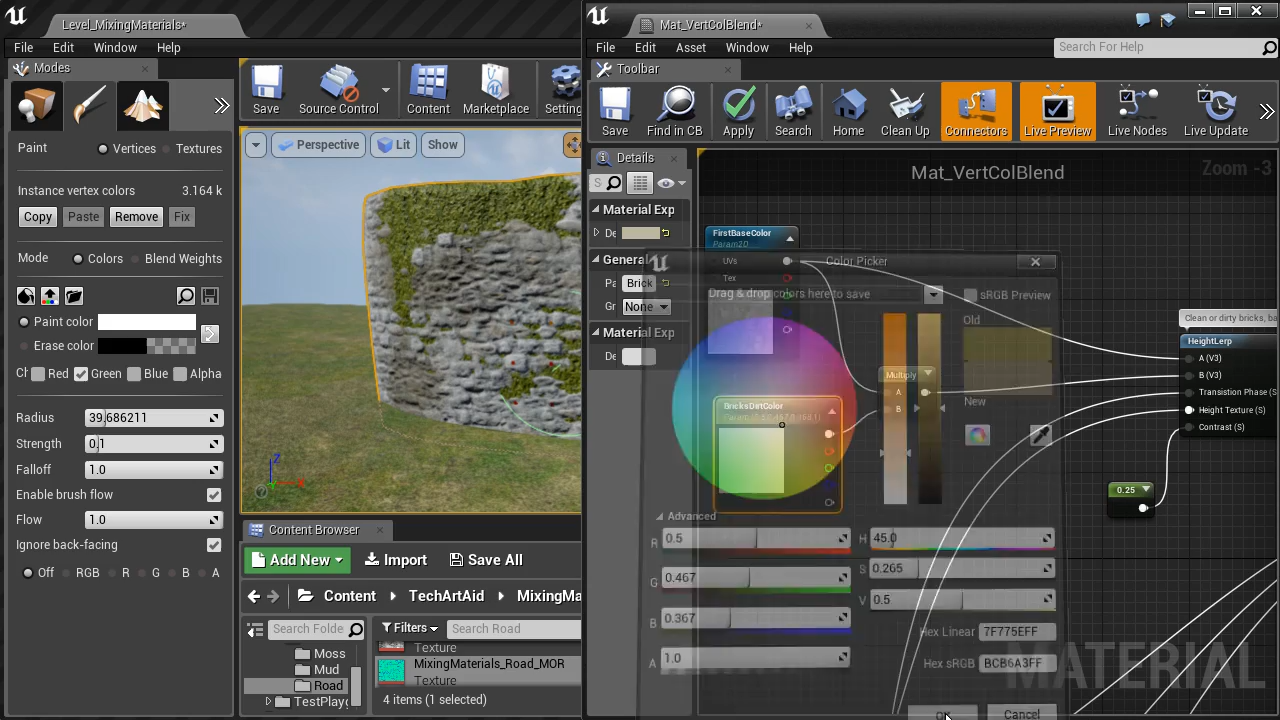 Level_MixingMaterials*
File Edit Window Help
Modes
Paint Vertices Textures
Instance vertex colors 3.164 k
Copy Paste Remove Fix
Mode Colors Blend Weights
Paint color
Erase color
Red Green Blue Alpha
Radius 39.686211
Strength 0.1
Falloff 1.0
Enable brush flow
Flow 1.0
Ignore back-facing
Off RGB R G B A
Save Source Control Content Marketplace Setting
Perspective Lit Show
Z
Content Browser
Add New Import Save All
Content TechArtAid MixingMa
Search Folde Filters Search Road
Moss
Mud
Road
TestPlay
Texture
MixingMaterials_Road_MOR
Texture
4 items (1 selected)
Mat_VertColBlend*
File Edit Asset Window Help
Search For Help
Toolbar
Save Find in CB Apply Search Home Clean Up Connectors Live Preview Live Nodes Live Update
Details
S
Material Exp
De
Genera
Pa Brick
Gr None
Material Exp
De
Mat_VertColBlend
Zoom -3
FirstBaseColor
Param2D
UVs
Tex
Color Picker
Drag & drop colors here to save
sRGB Preview
Old
New
Multiply
A
B
BricksDirtColor
Clean or dirty bricks, ba
HeightLerp
A (V3)
B (V3)
Transistion Phase (S
Height Texture (S)
Contrast (S)
0.25
Advanced
R 0.5
G 0.467
B 0.367
A 1.0
H 45.0
S 0.265
V 0.5
Hex Linear 7F775EFF
Hex sRGB BCB6A3FF
OK Cancel
MATERIAL